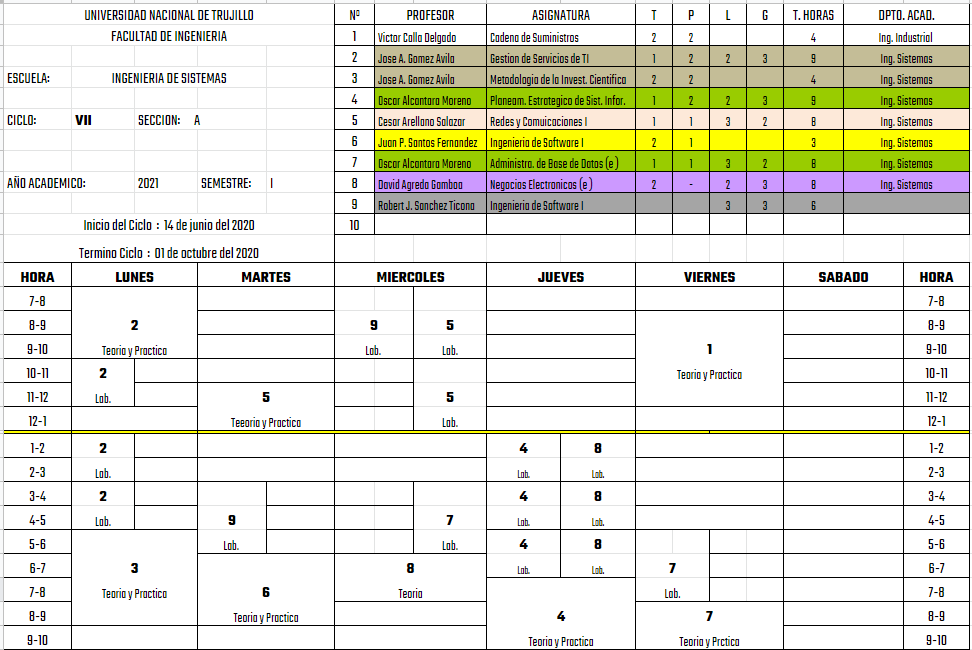 UNIVERSIDAD NACIONAL DE TRUJILLO
FACULTAD DE INGENIERIA
ESCUELA: INGENIERIA DE SISTEMAS
CICLO: VII SECCION: A
AÑO ACADEMICO: 2021 SEMESTRE: I
Inicio del Ciclo : 14 de junio del 2020
Termino Ciclo : 01 de octubre del 2020
Nº PROFESOR ASIGNATURA T P L G T. HORAS DPTO. ACAD.
1 Victor Calla Delgado Cadena de Suministros 2 2 4 Ing. Industrial
2 Jose A. Gomez Avila Gestion de Servicios de TI 1 2 2 3 9 Ing. Sistemas
3 Jose A. Gomez Avila Metodologia de la Invest. Cientifica 2 2 4 Ing. Sistemas
4 Oscar Alcantara Moreno Planeam. Estrategico de Sist. Infor. 1 2 2 3 9 Ing. Sistemas
5 Cesar Arellano Salazar Redes y Comuicaciones I 1 1 3 2 8 Ing. Sistemas
6 Juan P. Santos Fernandez Ingenieria de Software I 2 1 3 Ing. Sistemas
7 Oscar Alcantara Moreno Administra. de Base de Datos (e ) 1 1 3 2 8 Ing. Sistemas
8 David Agreda Gamboa Negocios Electronicos (e ) 2 - 2 3 8 Ing. Sistemas
9 Robert J. Sanchez Ticona Ingenieria de Software I 3 3 6
10
HORA LUNES MARTES MIERCOLES JUEVES VIERNES SABADO HORA
7-8 7-8
8-9 2 9 5 8-9
9-10 Teoria y Practica Lab. Lab. 1 9-10
10-11 2 Teoria y Practica 10-11
11-12 Lab. 5 5 11-12
12-1 Teeoria y Practica Lab. 12-1
1-2 2 4 8 1-2
2-3 Lab. Lab. Lab. 2-3
3-4 2 4 8 3-4
4-5 Lab. 9 7 Lab. Lab. 4-5
5-6 Lab. Lab. 4 8 5-6
6-7 3 8 Lab. Lab. 7 6-7
7-8 Teoria y Practica 6 Teoria Lab. 7-8
8-9 Teoria y Practica 4 7 8-9
9-10 Teoria y Practica Teoria y Prctica 9-10